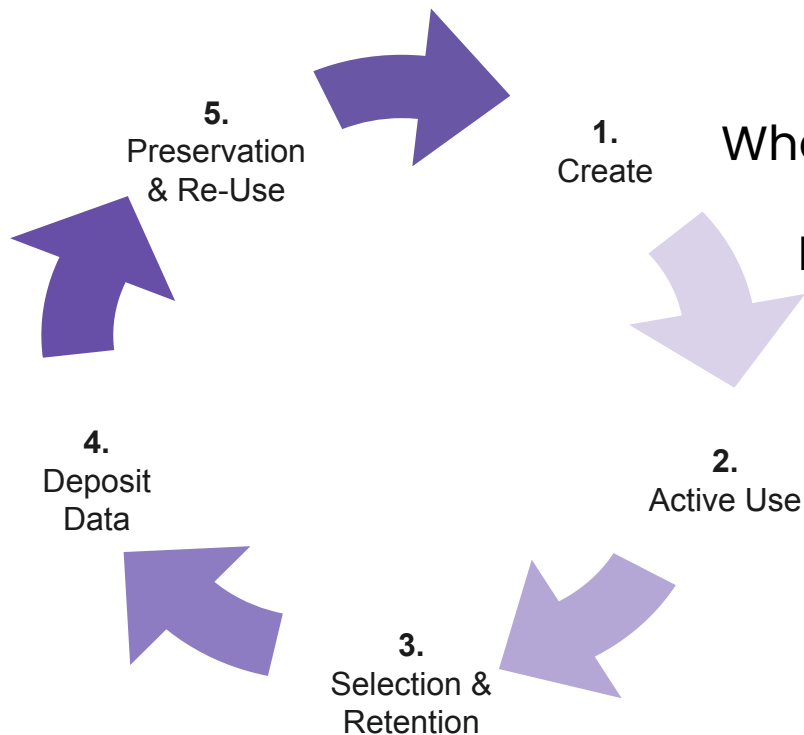 5.
Preservation
& Re-Use
1.
Create
2.
Active Use
3.
Selection &
Retention
4.
Deposit
Data